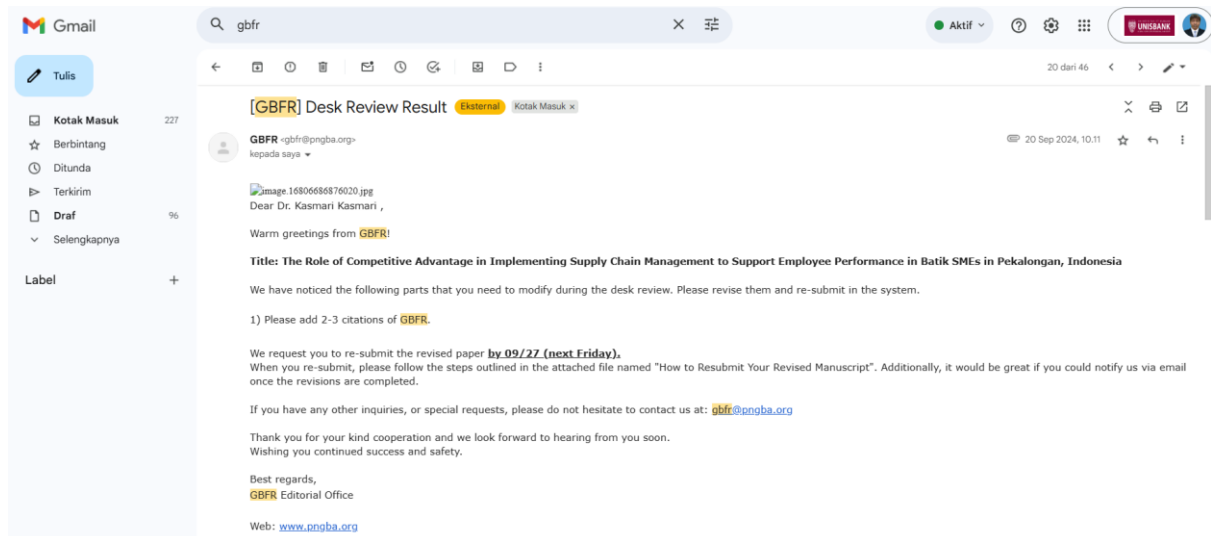 Gmail
gbfr
Aktif
UNISBANK
Tulis
20 dari 46
Kotak Masuk 227
Berbintang
Ditunda
Terkirim
Draf 96
Selengkapnya
Label +
[GBFR] Desk Review Result Eksternal Kotak Masuk ×
GBFR <gbfr@pngba.org>
20 Sep 2024, 10.11
kepada saya
image.16806686876020.jpg
Dear Dr. Kasmari Kasmari ,
Warm greetings from GBFR!
Title: The Role of Competitive Advantage in Implementing Supply Chain Management to Support Employee Performance in Batik SMEs in Pekalongan, Indonesia
We have noticed the following parts that you need to modify during the desk review. Please revise them and re-submit in the system.
1) Please add 2-3 citations of GBFR.
We request you to re-submit the revised paper by 09/27 (next Friday).
When you re-submit, please follow the steps outlined in the attached file named "How to Resubmit Your Revised Manuscript". Additionally, it would be great if you could notify us via email
once the revisions are completed.
If you have any other inquiries, or special requests, please do not hesitate to contact us at: gbfr@pngba.org
Thank you for your kind cooperation and we look forward to hearing from you soon.
Wishing you continued success and safety.
Best regards,
GBFR Editorial Office
Web: www.pngba.org